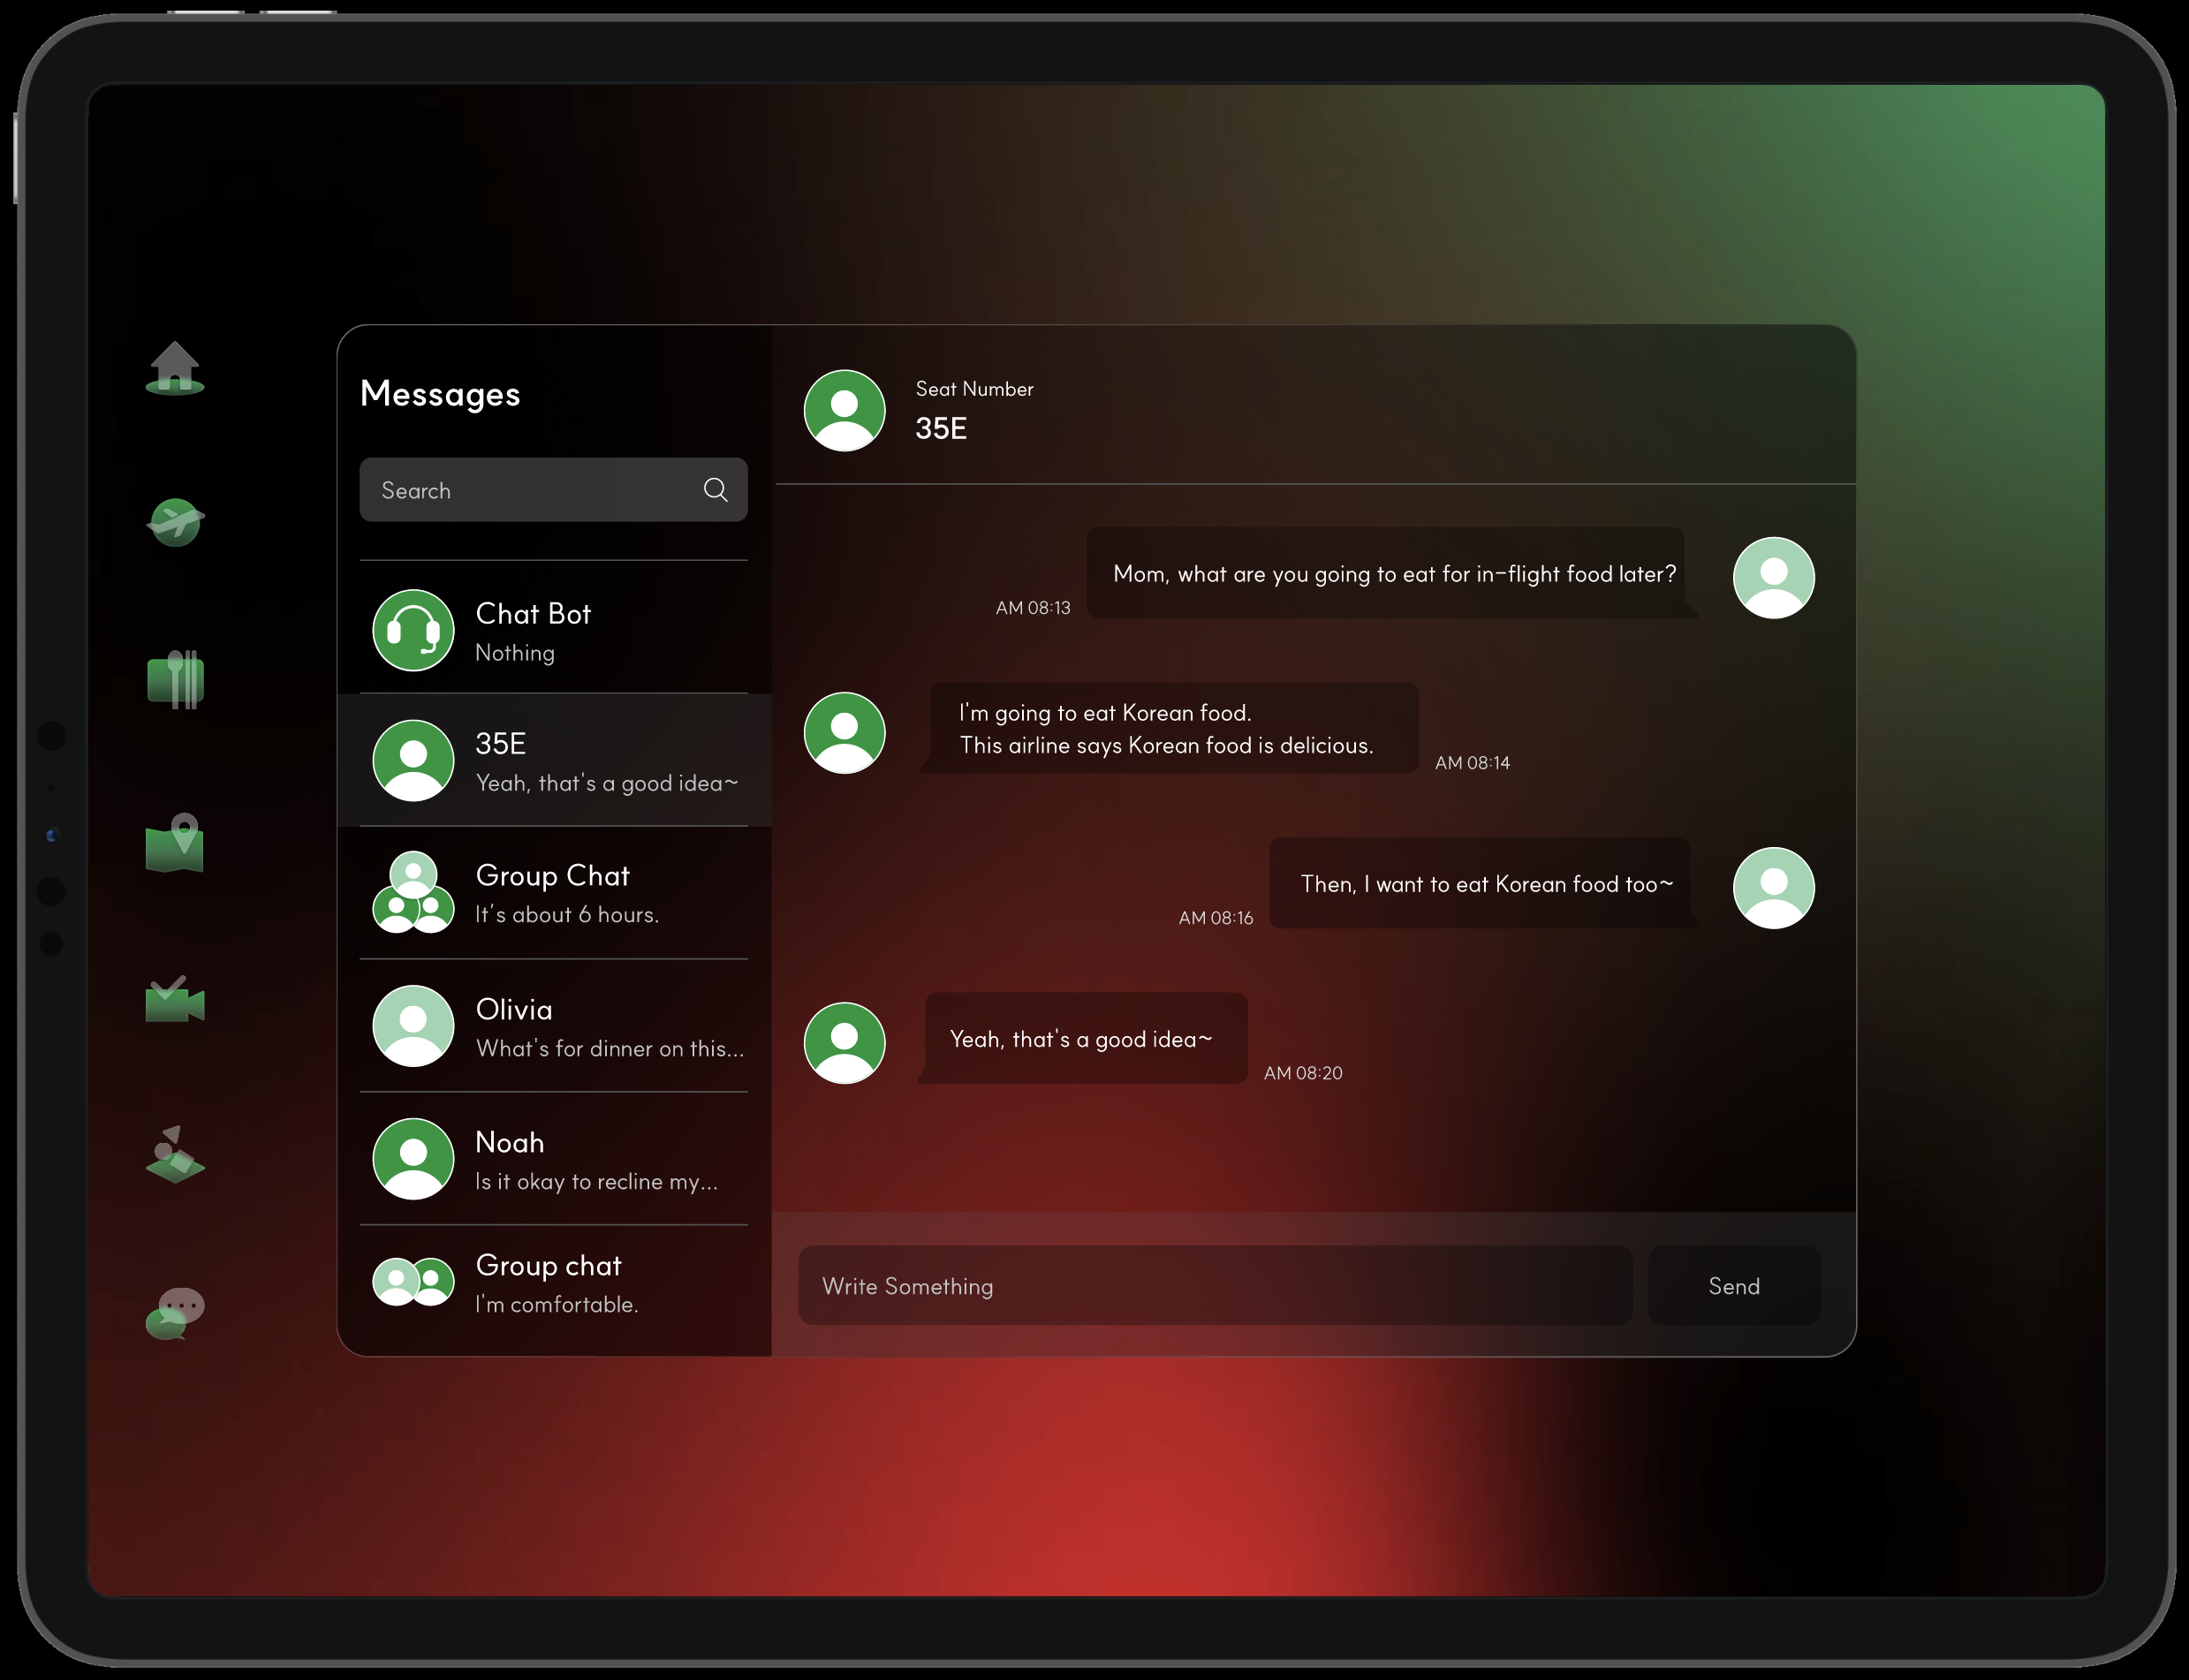 Messages
Search
Chat Bot
Nothing
35E
Yeah, that's a good idea~
Group Chat
It's about 6 hours.
Olivia
What's for dinner on this...
Noah
Is it okay to recline my...
Group chat
I'm comfortable.
Seat Number
35E
Mom, what are you going to eat for in-flight food later?
AM 08:13
I'm going to eat Korean food.
This airline says Korean food is delicious.
AM 08:14
Then, I want to eat Korean food too~
AM 08:16
Yeah, that's a good idea~
AM 08:20
Write Something
Send